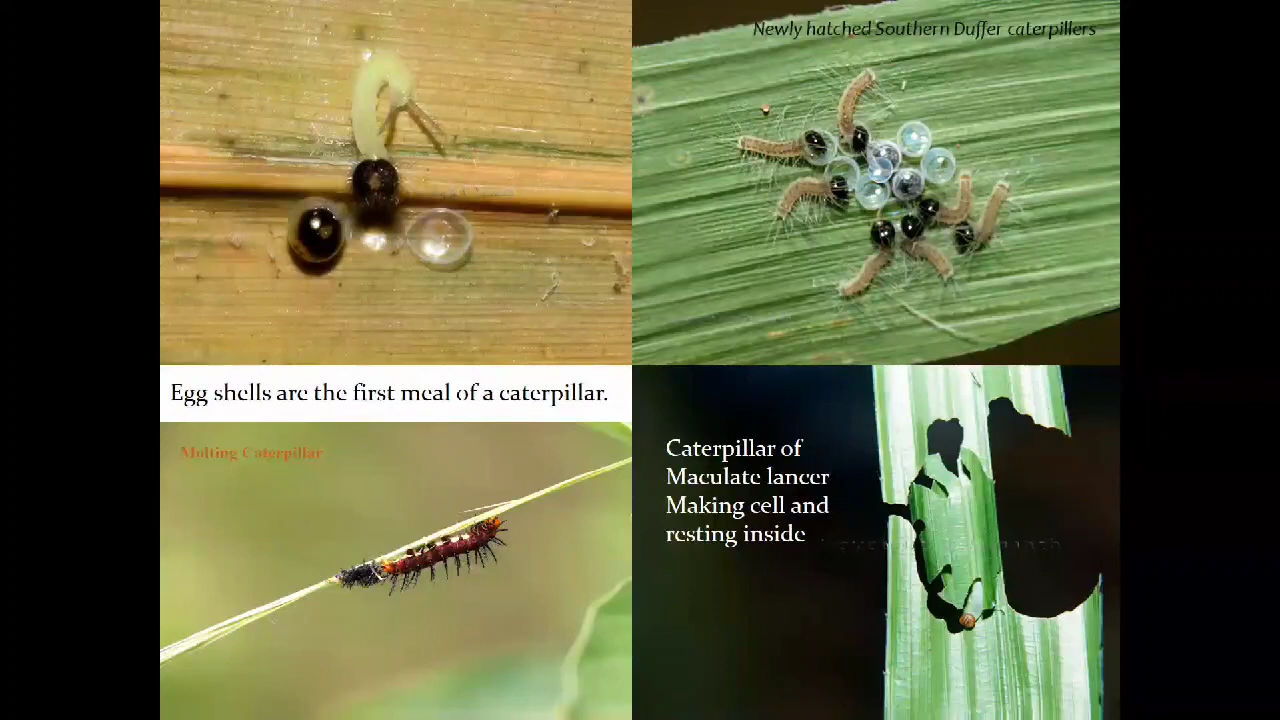 Newly hatched Southern Duffer caterpillers
Egg shells are the first meal of a caterpillar.
Molting Caterpillar
Caterpillar of
Maculate lancer
Making cell and
resting inside